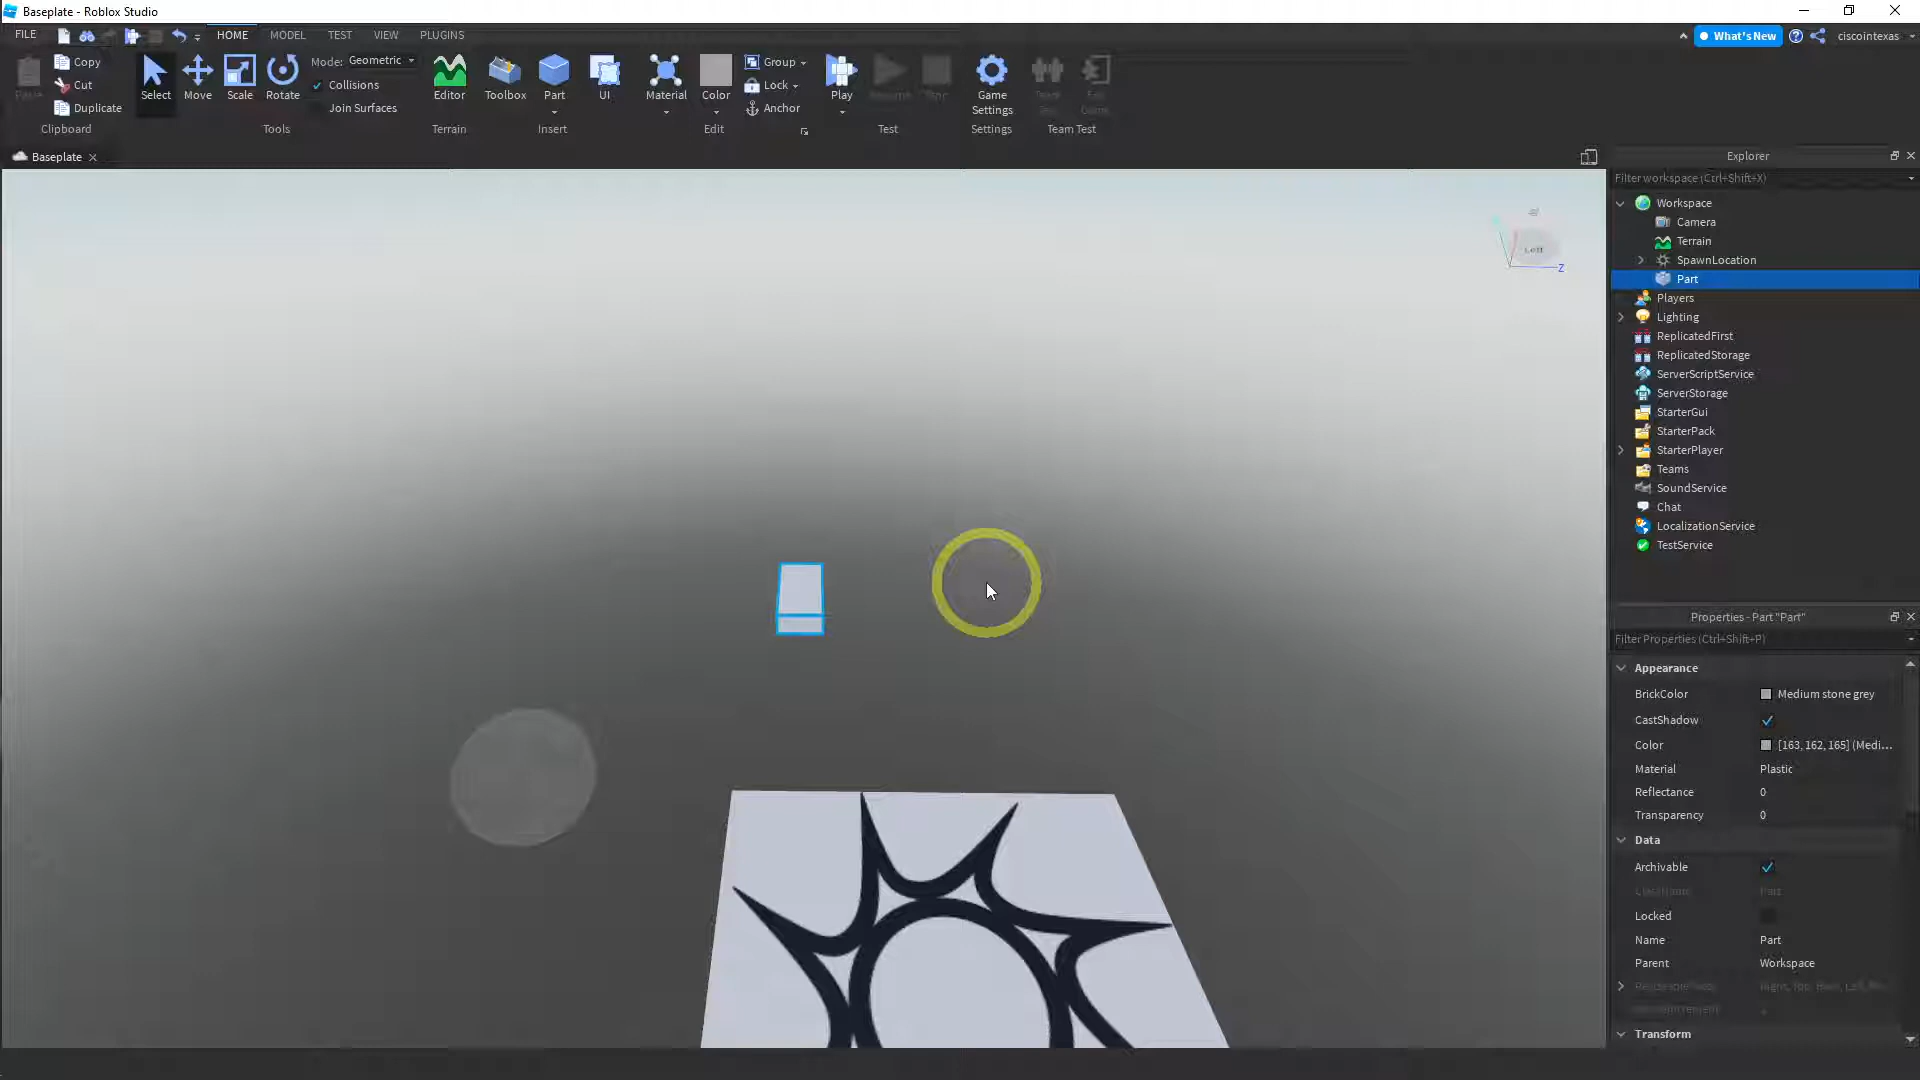 Baseplate - Roblox Studio
FILE HOME MODEL TEST VIEW PLUGINS What's New ciscointexas
Copy Mode: Geometric Group
Cut Collisions Lock
Duplicate Join Surfaces Anchor
Select Move Scale Rotate Editor Toolbox Part UI Material Color Play Game Settings
Clipboard Tools Terrain Insert Edit Test Settings Team Test
Baseplate
Explorer
Filter workspace (Ctrl+Shift+X)
Workspace
Camera
Terrain
SpawnLocation
Part
Players
Lighting
ReplicatedFirst
ReplicatedStorage
ServerScriptService
ServerStorage
StarterGui
StarterPack
StarterPlayer
Teams
SoundService
Chat
LocalizationService
TestService
Left
Z
Properties - Part "Part"
Filter Properties (Ctrl+Shift+P)
Appearance
BrickColor Medium stone grey
CastShadow
Color [163, 162, 165] (Medi...
Material Plastic
Reflectance 0
Transparency 0
Data
Archivable
Locked
Name Part
Parent Workspace
Transform